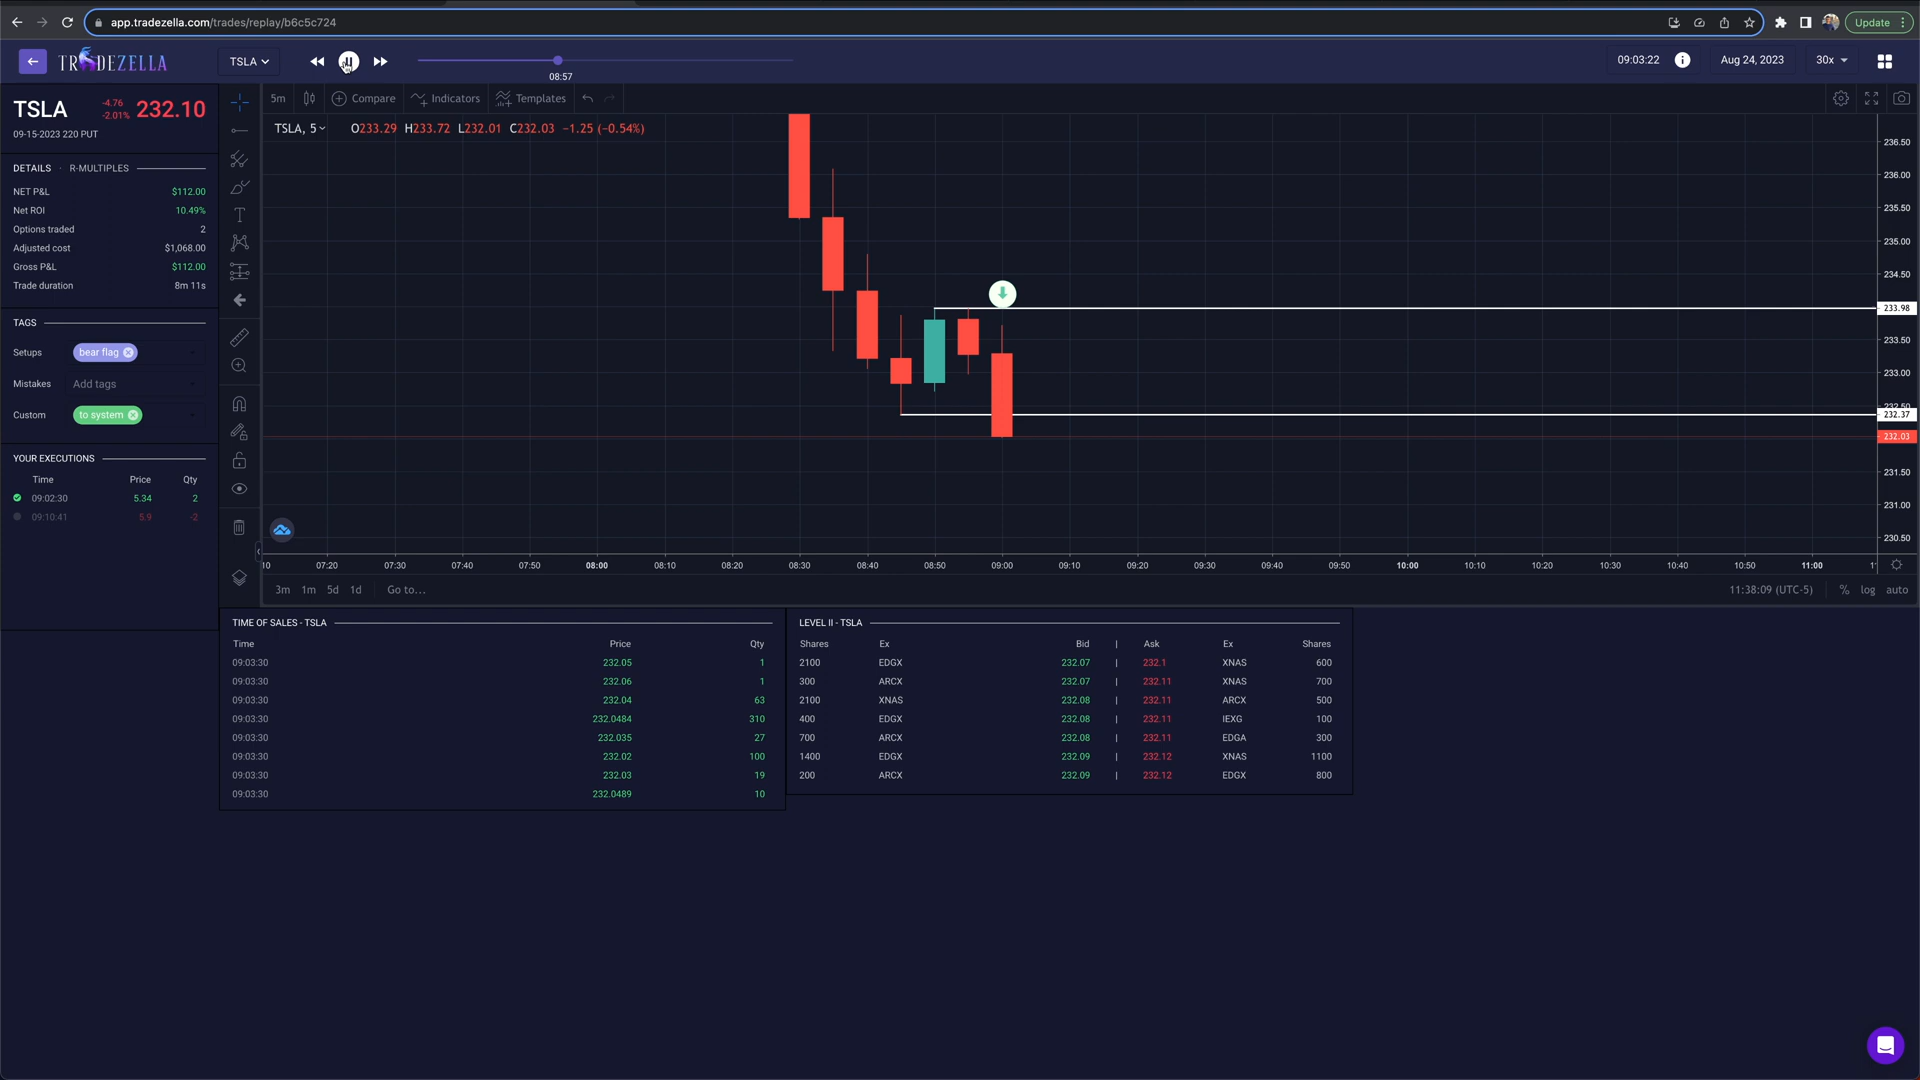 app.tradezella.com/trades/replay/b6c5c724
Update
TRADEZELLA
TSLA
08:57
09:03:22
Aug 24, 2023
30x
TSLA
-4.76
-2.01%
232.10
09-15-2023 220 PUT
5m
Compare
Indicators
Templates
TSLA, 5 O233.29 H233.72 L232.01 C232.03 −1.25 (−0.54%)
DETAILS · R-MULTIPLES
NET P&L $112.00
Net ROI 10.49%
Options traded 2
Adjusted cost $1,068.00
Gross P&L $112.00
Trade duration 8m 11s
TAGS
Setups bear flag
Mistakes Add tags
Custom to system
YOUR EXECUTIONS
Time Price Qty
09:02:30 5.34 2
09:10:41 5.9 -2
236.50
236.00
235.50
235.00
234.50
233.98
233.50
233.00
232.50
232.37
232.03
231.50
231.00
230.50
:10 07:20 07:30 07:40 07:50 08:00 08:10 08:20 08:30 08:40 08:50 09:00 09:10 09:20 09:30 09:40 09:50 10:00 10:10 10:20 10:30 10:40 10:50 11:00
3m 1m 5d 1d Go to...
11:38:09 (UTC-5) % log auto
TIME OF SALES - TSLA
Time Price Qty
09:03:30 232.05 1
09:03:30 232.06 1
09:03:30 232.04 63
09:03:30 232.0484 310
09:03:30 232.035 27
09:03:30 232.02 100
09:03:30 232.03 19
09:03:30 232.0489 10
LEVEL II - TSLA
Shares Ex Bid | Ask Ex Shares
2100 EDGX 232.07 | 232.1 XNAS 600
300 ARCX 232.07 | 232.11 XNAS 700
2100 XNAS 232.08 | 232.11 ARCX 500
400 EDGX 232.08 | 232.11 IEXG 100
700 ARCX 232.08 | 232.11 EDGA 300
1400 EDGX 232.09 | 232.12 XNAS 1100
200 ARCX 232.09 | 232.12 EDGX 800